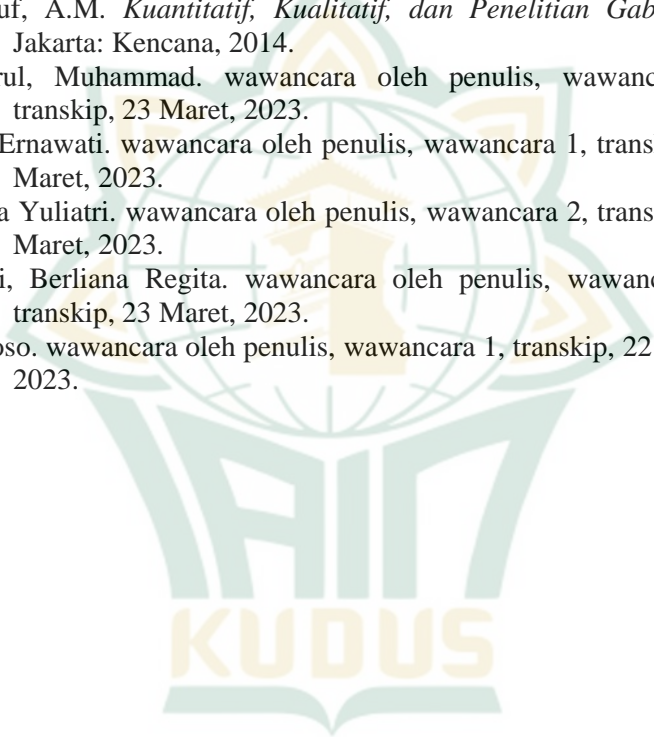 uf, A.M. Kuantitatif, Kualitatif, dan Penelitian Gab
Jakarta: Kencana, 2014.
rul, Muhammad. wawancara oleh penulis, wawanc
transkip, 23 Maret, 2023.
Ernawati. wawancara oleh penulis, wawancara 1, trans
Maret, 2023.
a Yuliatri. wawancara oleh penulis, wawancara 2, trans
Maret, 2023.
i, Berliana Regita. wawancara oleh penulis, wawanc
transkip, 23 Maret, 2023.
oso. wawancara oleh penulis, wawancara 1, transkip, 22
2023.
IAIN
KUDUS